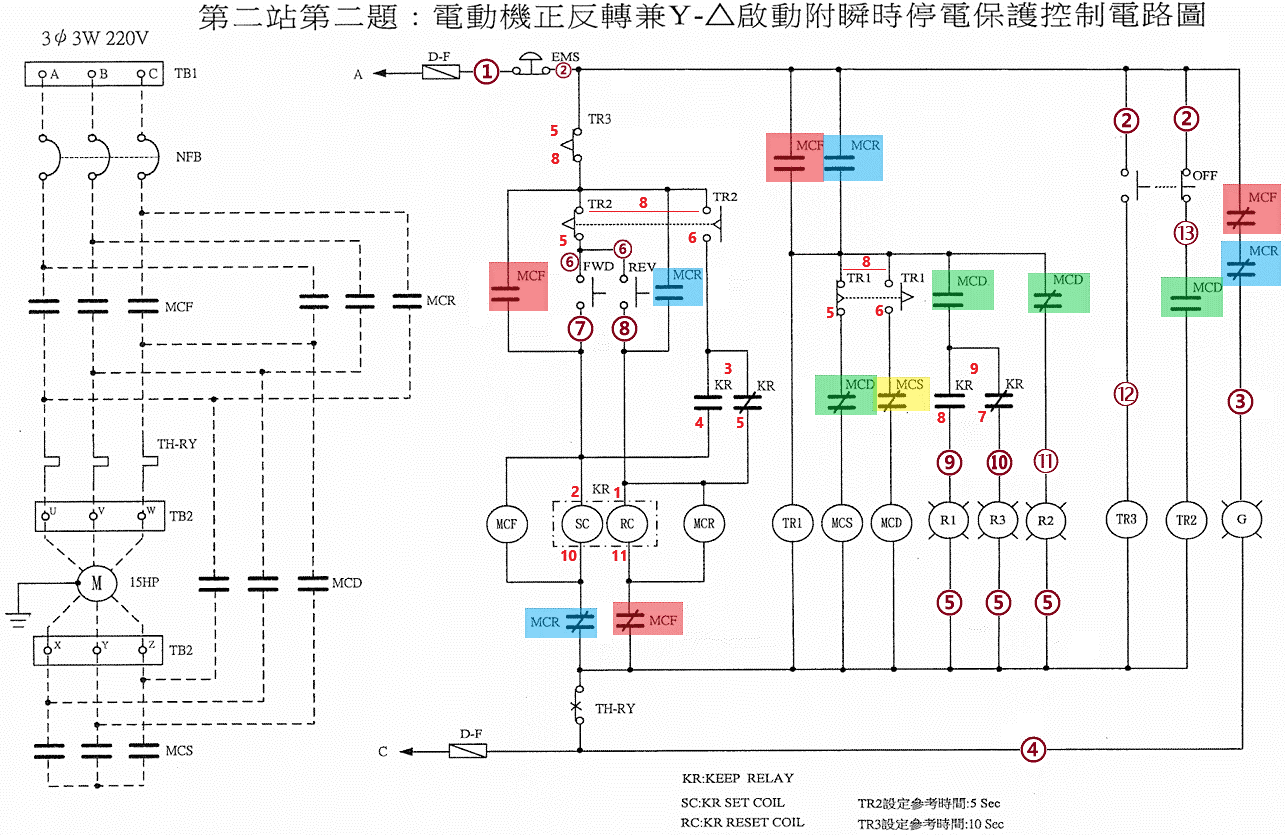 第二站第二題：電動機正反轉兼Y-△啟動附瞬時停電保護控制電路圖
3φ 3W 220V
A B C TB1
NFB
MCF
MCR
TH-RY
U V W TB2
M 15HP
MCD
X Y Z TB2
MCS
A D-F ① EMS ②
TR3
5
8
TR2 8 TR2
5 6
⑥ ⑥
FWD REV
MCF MCR
⑦ ⑧
3
KR KR
4 5
2 KR 1
MCF SC RC MCR
10 11
MCR MCF
TH-RY
C D-F ④
MCF MCR
8
TR1 TR1
5 6
MCD MCD
MCD MCS
9
KR KR
8 7
⑨ ⑩ ⑪
TR1 MCS MCD R1 R3 R2
⑤ ⑤ ⑤
② ②
OFF
⑬
MCD
⑫
TR3 TR2
MCF
MCR
③
G
KR:KEEP RELAY
SC:KR SET COIL TR2設定參考時間:5 Sec
RC:KR RESET COIL TR3設定參考時間:10 Sec